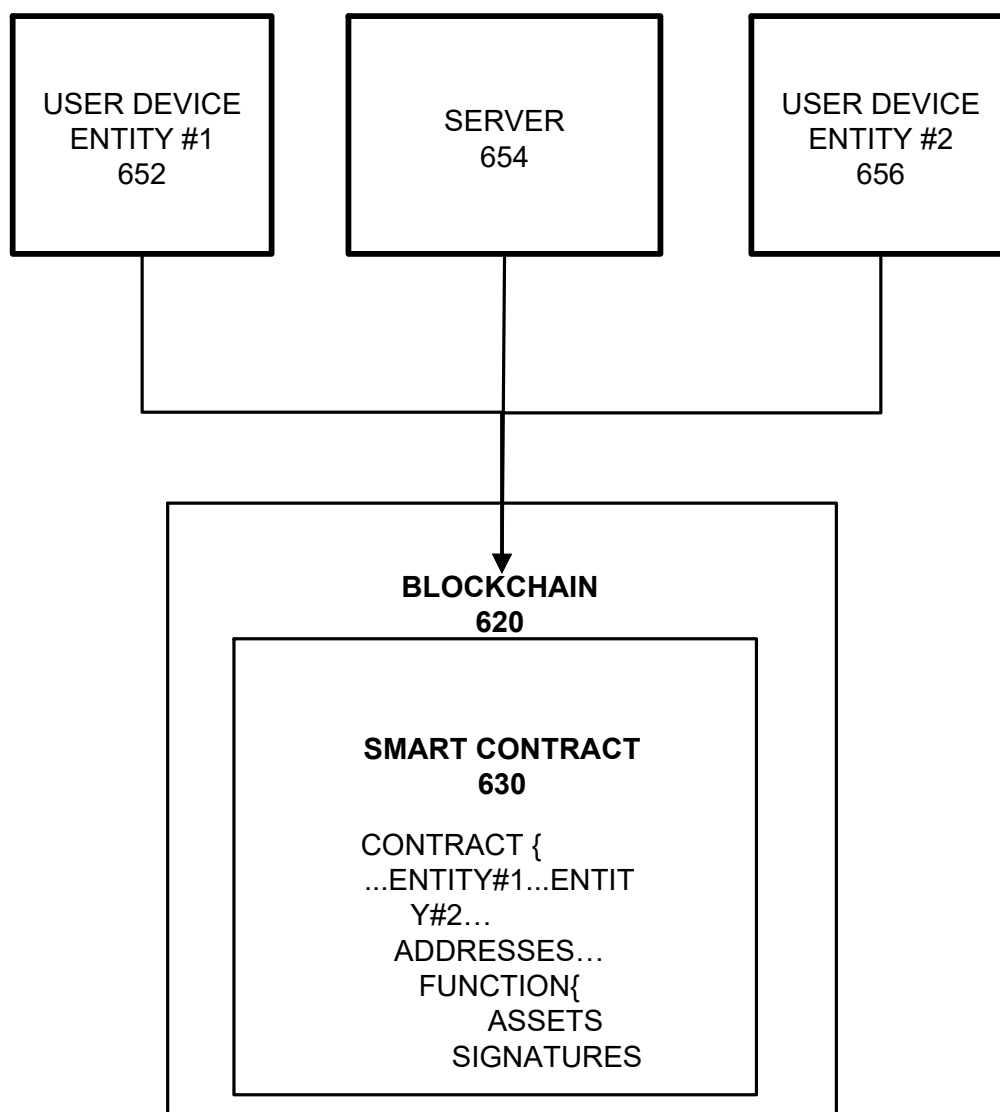 USER DEVICE
ENTITY #1
652
SERVER
654
USER DEVICE
ENTITY #2
656
BLOCKCHAIN
620
SMART CONTRACT
630
CONTRACT {
...ENTITY#1...ENTIT
Y#2…
ADDRESSES…
FUNCTION{
ASSETS
SIGNATURES